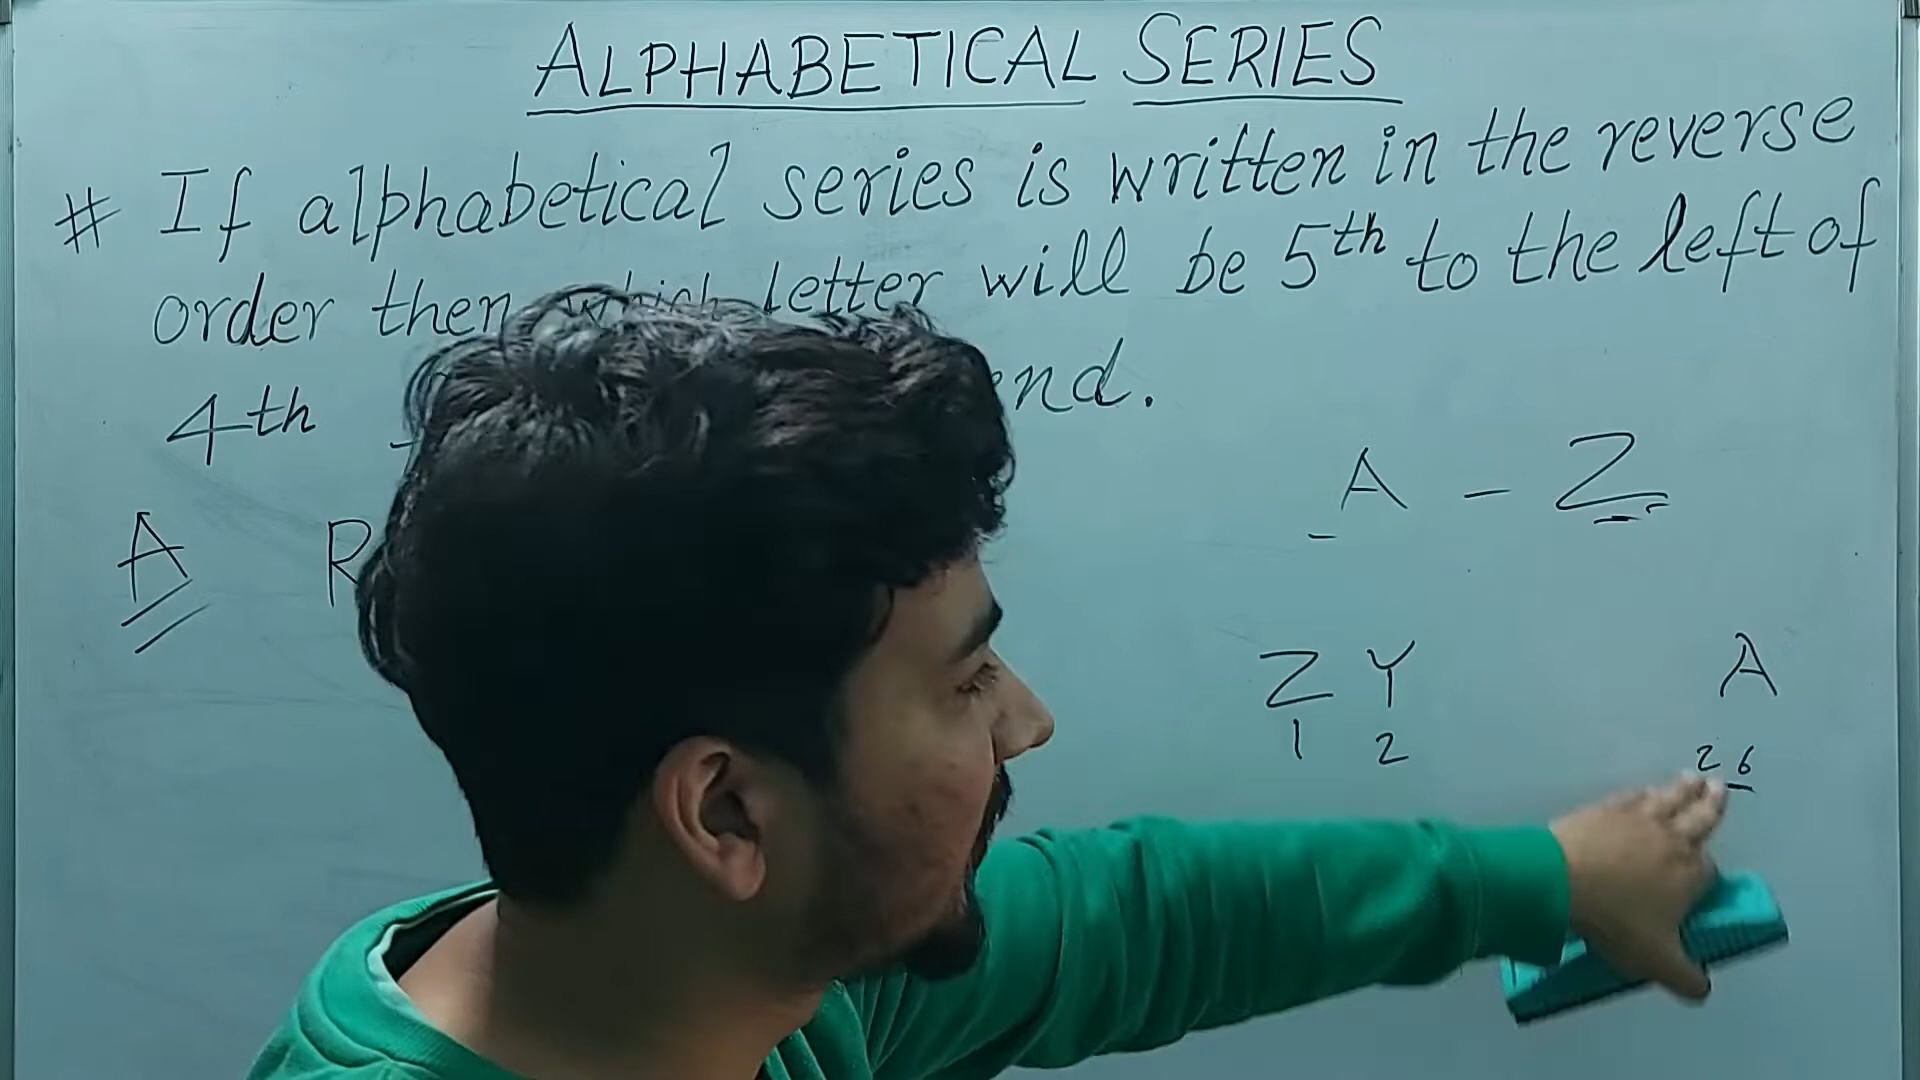 ALPHABETICAL SERIES
# If alphabetical series is written in the reverse
order then which letter will be 5th to the left of
4th end.
A - Z
A R
Z Y A
1 2 26